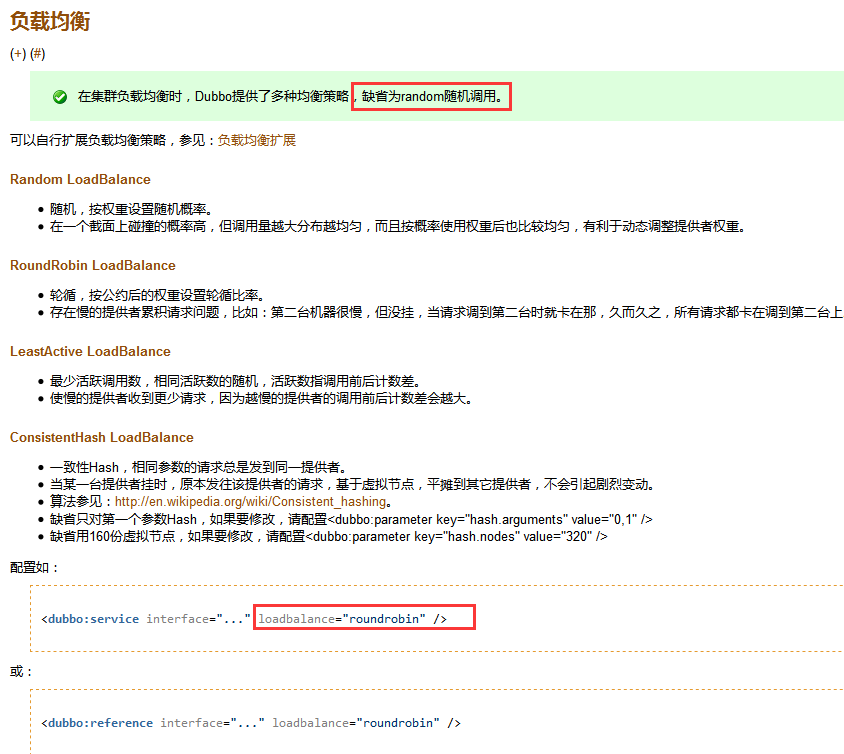 负载均衡
(+) (#)
在集群负载均衡时，Dubbo提供了多种均衡策略，缺省为random随机调用。
可以自行扩展负载均衡策略，参见：负载均衡扩展
Random LoadBalance
随机，按权重设置随机概率。
在一个截面上碰撞的概率高，但调用量越大分布越均匀，而且按概率使用权重后也比较均匀，有利于动态调整提供者权重。
RoundRobin LoadBalance
轮循，按公约后的权重设置轮循比率。
存在慢的提供者累积请求问题，比如：第二台机器很慢，但没挂，当请求调到第二台时就卡在那，久而久之，所有请求都卡在调到第二台上
LeastActive LoadBalance
最少活跃调用数，相同活跃数的随机，活跃数指调用前后计数差。
使慢的提供者收到更少请求，因为越慢的提供者的调用前后计数差会越大。
ConsistentHash LoadBalance
一致性Hash，相同参数的请求总是发到同一提供者。
当某一台提供者挂时，原本发往该提供者的请求，基于虚拟节点，平摊到其它提供者，不会引起剧烈变动。
算法参见：http://en.wikipedia.org/wiki/Consistent_hashing。
缺省只对第一个参数Hash，如果要修改，请配置<dubbo:parameter key="hash.arguments" value="0,1" />
缺省用160份虚拟节点，如果要修改，请配置<dubbo:parameter key="hash.nodes" value="320" />
配置如：
<dubbo:service interface="..." loadbalance="roundrobin" />
或：
<dubbo:reference interface="..." loadbalance="roundrobin" />